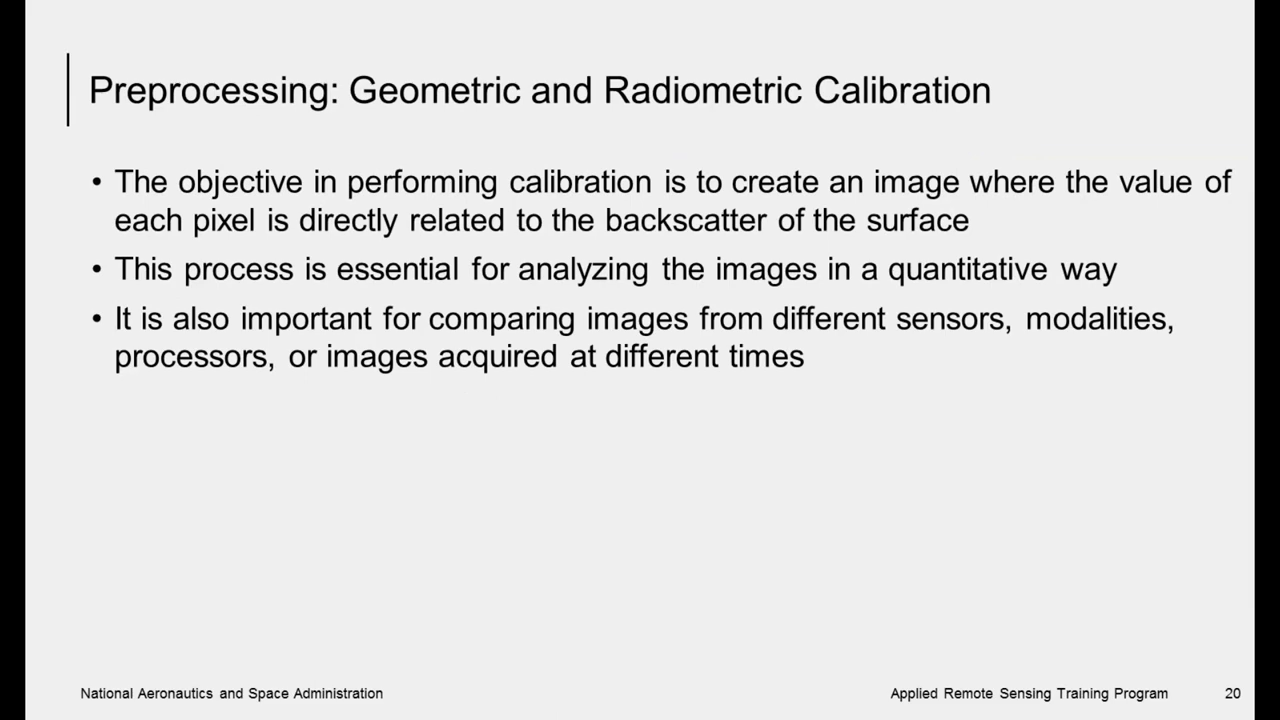 Preprocessing: Geometric and Radiometric Calibration
• The objective in performing calibration is to create an image where the value of
each pixel is directly related to the backscatter of the surface
• This process is essential for analyzing the images in a quantitative way
• It is also important for comparing images from different sensors, modalities,
processors, or images acquired at different times
National Aeronautics and Space Administration
Applied Remote Sensing Training Program
20